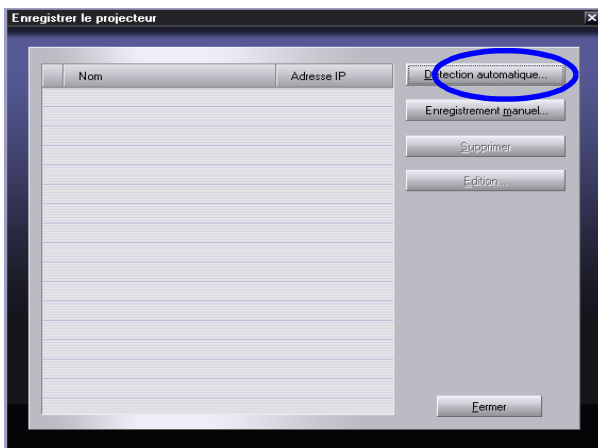 Enregistrer le projecteur
Nom
Adresse IP
Détection automatique...
Enregistrement manuel...
Supprimer
Edition ...
Fermer